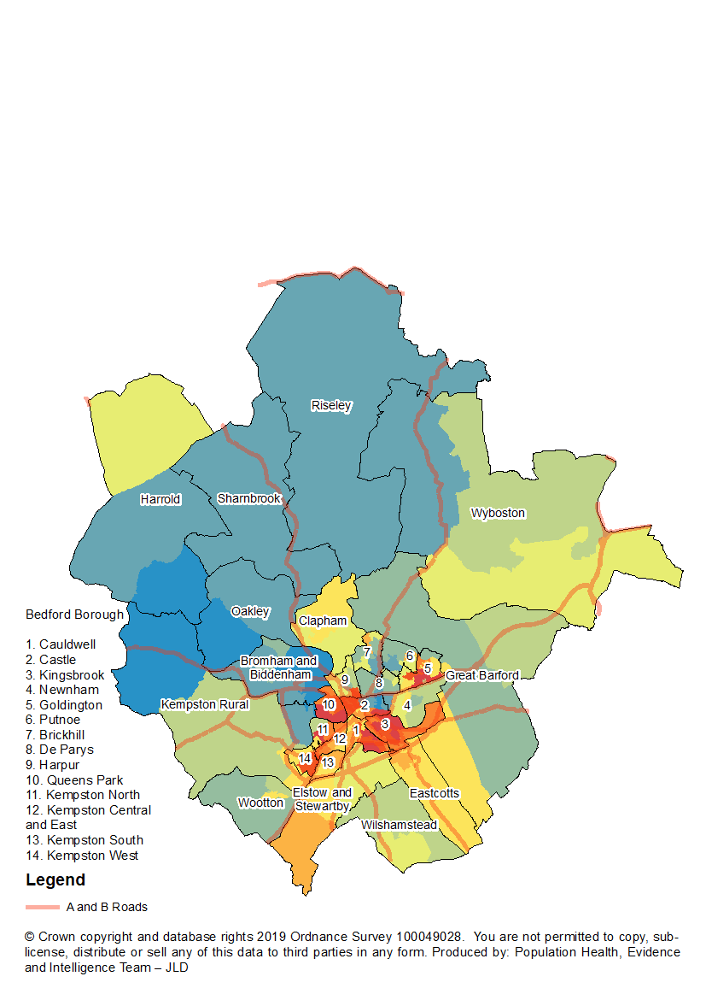 Riseley
Harrold
Sharnbrook
Wyboston
Oakley
Clapham
Bedford Borough
1. Cauldwell
2. Castle
3. Kingsbrook
4. Newnham
5. Goldington
6. Putnoe
7. Brickhill
8. De Parys
9. Harpur
10. Queens Park
11. Kempston North
12. Kempston Central
and East
13. Kempston South
14. Kempston West
Bromham and
Biddenham
7
6
5
Great Barford
9
8
Kempston Rural
10
2
4
11
1
3
12
14
13
Wootton
Elstow and
Stewartby
Eastcotts
Wilshamstead
Legend
A and B Roads
© Crown copyright and database rights 2019 Ordnance Survey 100049028.  You are not permitted to copy, sub-
license, distribute or sell any of this data to third parties in any form. Produced by: Population Health, Evidence
and Intelligence Team – JLD